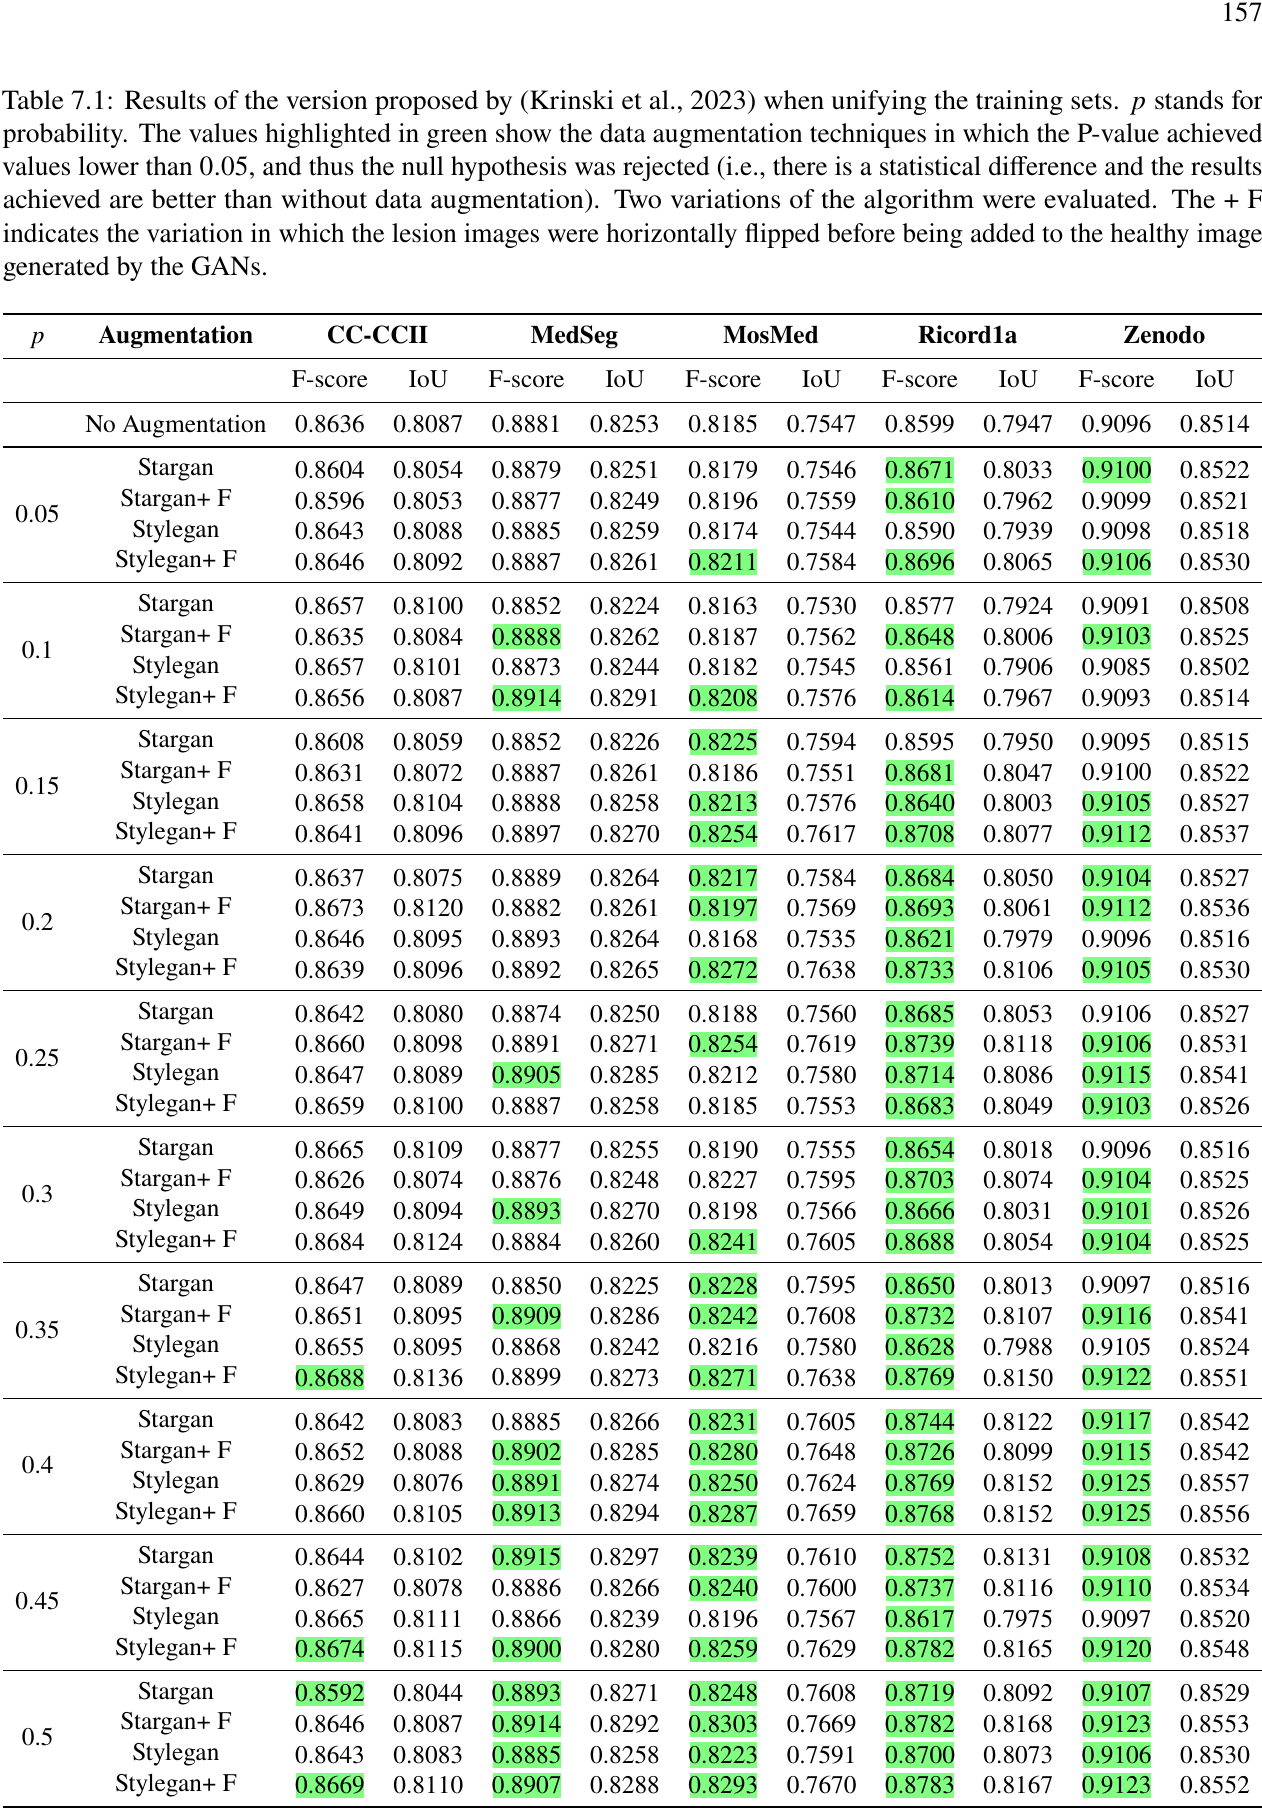 157
Table 7.1: Results of the version proposed by (Krinski et al., 2023) when unifying the training sets. p stands for
probability. The values highlighted in green show the data augmentation techniques in which the P-value achieved
values lower than 0.05, and thus the null hypothesis was rejected (i.e., there is a statistical difference and the results
achieved are better than without data augmentation). Two variations of the algorithm were evaluated. The + F
indicates the variation in which the lesion images were horizontally flipped before being added to the healthy image
generated by the GANs.
p Augmentation CC-CCII MedSeg MosMed Ricord1a Zenodo
F-score IoU F-score IoU F-score IoU F-score IoU F-score IoU
No Augmentation 0.8636 0.8087 0.8881 0.8253 0.8185 0.7547 0.8599 0.7947 0.9096 0.8514
0.05
Stargan 0.8604 0.8054 0.8879 0.8251 0.8179 0.7546 0.8671 0.8033 0.9100 0.8522
Stargan+ F 0.8596 0.8053 0.8877 0.8249 0.8196 0.7559 0.8610 0.7962 0.9099 0.8521
Stylegan 0.8643 0.8088 0.8885 0.8259 0.8174 0.7544 0.8590 0.7939 0.9098 0.8518
Stylegan+ F 0.8646 0.8092 0.8887 0.8261 0.8211 0.7584 0.8696 0.8065 0.9106 0.8530
0.1
Stargan 0.8657 0.8100 0.8852 0.8224 0.8163 0.7530 0.8577 0.7924 0.9091 0.8508
Stargan+ F 0.8635 0.8084 0.8888 0.8262 0.8187 0.7562 0.8648 0.8006 0.9103 0.8525
Stylegan 0.8657 0.8101 0.8873 0.8244 0.8182 0.7545 0.8561 0.7906 0.9085 0.8502
Stylegan+ F 0.8656 0.8087 0.8914 0.8291 0.8208 0.7576 0.8614 0.7967 0.9093 0.8514
0.15
Stargan 0.8608 0.8059 0.8852 0.8226 0.8225 0.7594 0.8595 0.7950 0.9095 0.8515
Stargan+ F 0.8631 0.8072 0.8887 0.8261 0.8186 0.7551 0.8681 0.8047 0.9100 0.8522
Stylegan 0.8658 0.8104 0.8888 0.8258 0.8213 0.7576 0.8640 0.8003 0.9105 0.8527
Stylegan+ F 0.8641 0.8096 0.8897 0.8270 0.8254 0.7617 0.8708 0.8077 0.9112 0.8537
0.2
Stargan 0.8637 0.8075 0.8889 0.8264 0.8217 0.7584 0.8684 0.8050 0.9104 0.8527
Stargan+ F 0.8673 0.8120 0.8882 0.8261 0.8197 0.7569 0.8693 0.8061 0.9112 0.8536
Stylegan 0.8646 0.8095 0.8893 0.8264 0.8168 0.7535 0.8621 0.7979 0.9096 0.8516
Stylegan+ F 0.8639 0.8096 0.8892 0.8265 0.8272 0.7638 0.8733 0.8106 0.9105 0.8530
0.25
Stargan 0.8642 0.8080 0.8874 0.8250 0.8188 0.7560 0.8685 0.8053 0.9106 0.8527
Stargan+ F 0.8660 0.8098 0.8891 0.8271 0.8254 0.7619 0.8739 0.8118 0.9106 0.8531
Stylegan 0.8647 0.8089 0.8905 0.8285 0.8212 0.7580 0.8714 0.8086 0.9115 0.8541
Stylegan+ F 0.8659 0.8100 0.8887 0.8258 0.8185 0.7553 0.8683 0.8049 0.9103 0.8526
0.3
Stargan 0.8665 0.8109 0.8877 0.8255 0.8190 0.7555 0.8654 0.8018 0.9096 0.8516
Stargan+ F 0.8626 0.8074 0.8876 0.8248 0.8227 0.7595 0.8703 0.8074 0.9104 0.8525
Stylegan 0.8649 0.8094 0.8893 0.8270 0.8198 0.7566 0.8666 0.8031 0.9101 0.8526
Stylegan+ F 0.8684 0.8124 0.8884 0.8260 0.8241 0.7605 0.8688 0.8054 0.9104 0.8525
0.35
Stargan 0.8647 0.8089 0.8850 0.8225 0.8228 0.7595 0.8650 0.8013 0.9097 0.8516
Stargan+ F 0.8651 0.8095 0.8909 0.8286 0.8242 0.7608 0.8732 0.8107 0.9116 0.8541
Stylegan 0.8655 0.8095 0.8868 0.8242 0.8216 0.7580 0.8628 0.7988 0.9105 0.8524
Stylegan+ F 0.8688 0.8136 0.8899 0.8273 0.8271 0.7638 0.8769 0.8150 0.9122 0.8551
0.4
Stargan 0.8642 0.8083 0.8885 0.8266 0.8231 0.7605 0.8744 0.8122 0.9117 0.8542
Stargan+ F 0.8652 0.8088 0.8902 0.8285 0.8280 0.7648 0.8726 0.8099 0.9115 0.8542
Stylegan 0.8629 0.8076 0.8891 0.8274 0.8250 0.7624 0.8769 0.8152 0.9125 0.8557
Stylegan+ F 0.8660 0.8105 0.8913 0.8294 0.8287 0.7659 0.8768 0.8152 0.9125 0.8556
0.45
Stargan 0.8644 0.8102 0.8915 0.8297 0.8239 0.7610 0.8752 0.8131 0.9108 0.8532
Stargan+ F 0.8627 0.8078 0.8886 0.8266 0.8240 0.7600 0.8737 0.8116 0.9110 0.8534
Stylegan 0.8665 0.8111 0.8866 0.8239 0.8196 0.7567 0.8617 0.7975 0.9097 0.8520
Stylegan+ F 0.8674 0.8115 0.8900 0.8280 0.8259 0.7629 0.8782 0.8165 0.9120 0.8548
0.5
Stargan 0.8592 0.8044 0.8893 0.8271 0.8248 0.7608 0.8719 0.8092 0.9107 0.8529
Stargan+ F 0.8646 0.8087 0.8914 0.8292 0.8303 0.7669 0.8782 0.8168 0.9123 0.8553
Stylegan 0.8643 0.8083 0.8885 0.8258 0.8223 0.7591 0.8700 0.8073 0.9106 0.8530
Stylegan+ F 0.8669 0.8110 0.8907 0.8288 0.8293 0.7670 0.8783 0.8167 0.9123 0.8552